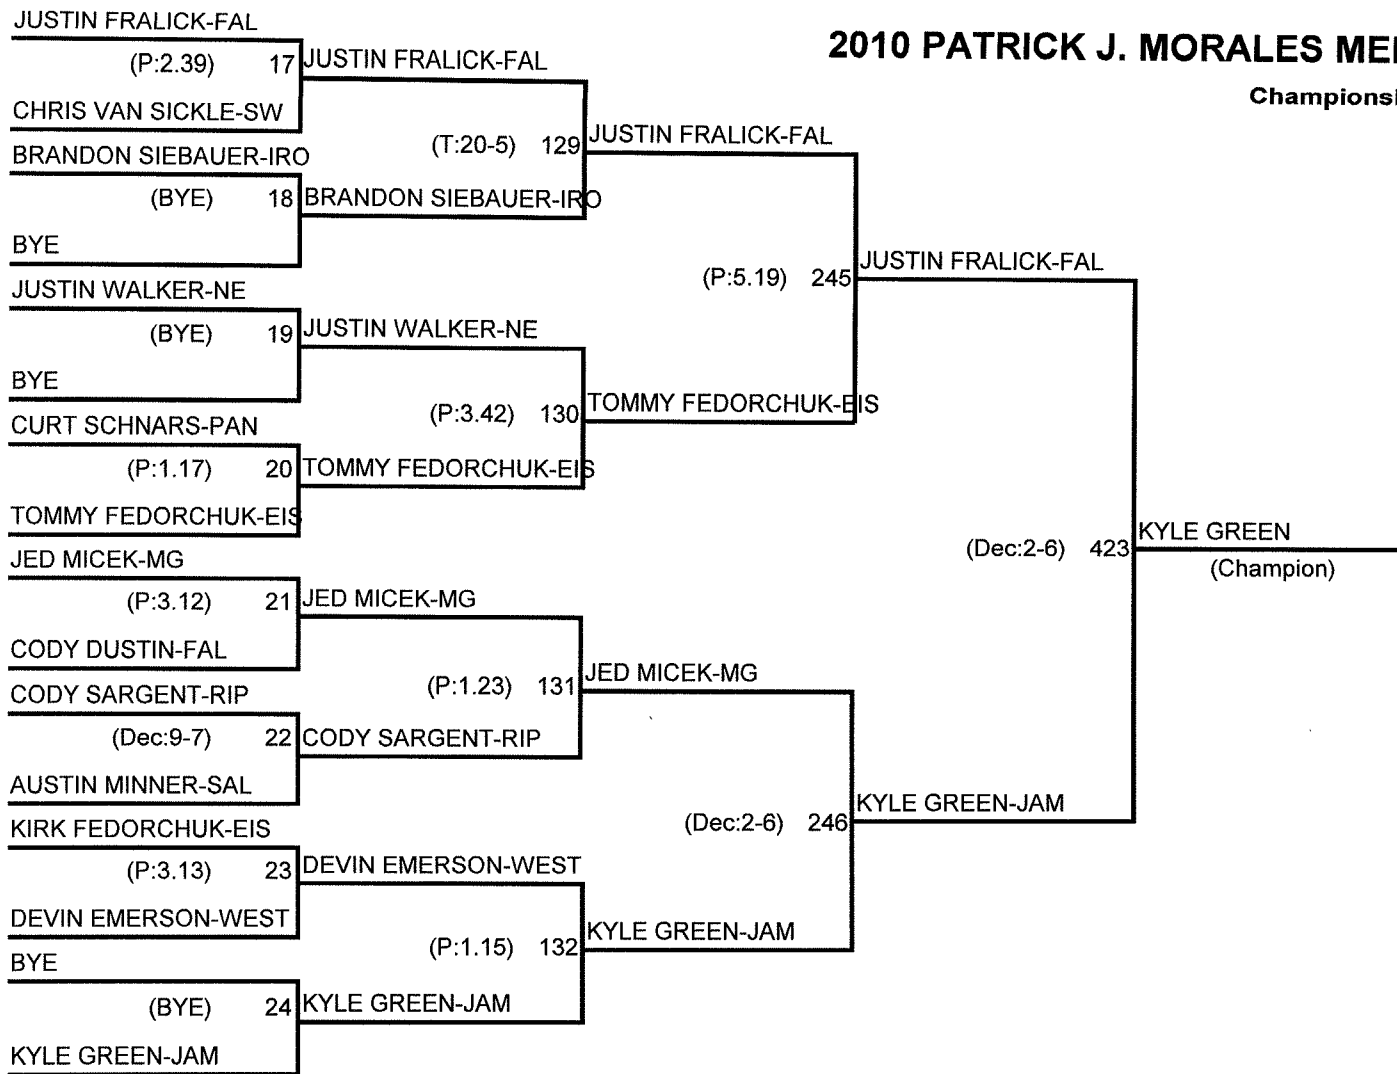 2010 PATRICK J. MORALES
Championsh
JUSTIN FRALICK-FAL
(P:2.39) 17
CHRIS VAN SICKLE-SW
BRANDON SIEBAUER-IRO
(BYE) 18
BYE
JUSTIN WALKER-NE
(BYE) 19
BYE
CURT SCHNARS-PAN
(P:1.17) 20
TOMMY FEDORCHUK-EIS
JED MICEK-MG
(P:3.12) 21
CODY DUSTIN-FAL
CODY SARGENT-RIP
(Dec:9-7) 22
AUSTIN MINNER-SAL
KIRK FEDORCHUK-EIS
(P:3.13) 23
DEVIN EMERSON-WEST
BYE
(BYE) 24
KYLE GREEN-JAM
JUSTIN FRALICK-FAL
(T:20-5) 129
BRANDON SIEBAUER-IRO
JUSTIN WALKER-NE
(P:3.42) 130
TOMMY FEDORCHUK-EIS
JED MICEK-MG
(P:1.23) 131
CODY SARGENT-RIP
DEVIN EMERSON-WEST
(P:1.15) 132
KYLE GREEN-JAM
JUSTIN FRALICK-FAL
(P:5.19) 245
TOMMY FEDORCHUK-EIS
JED MICEK-MG
(Dec:2-6) 246
KYLE GREEN-JAM
JUSTIN FRALICK-FAL
(Dec:2-6) 423
KYLE GREEN-JAM
KYLE GREEN
(Champion)